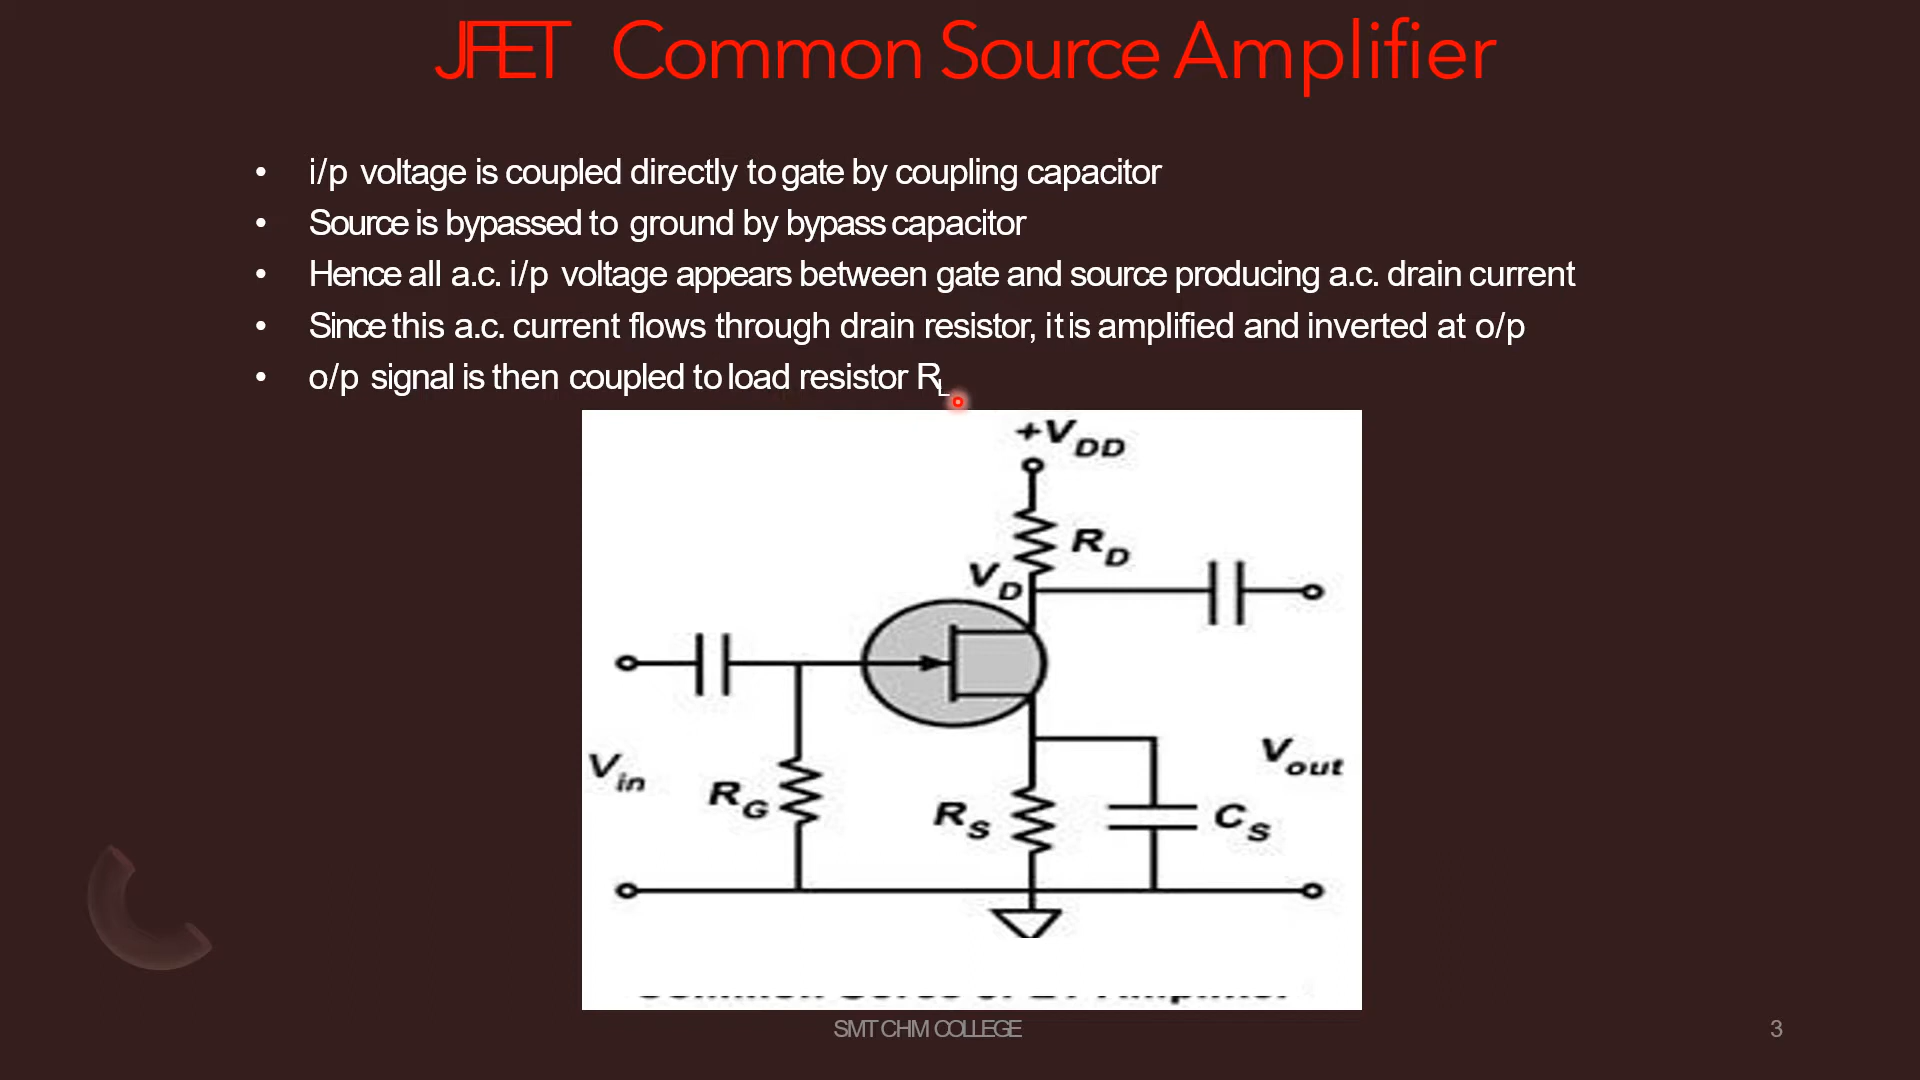 JFET Common Source Amplifier
• i/p voltage is coupled directly to gate by coupling capacitor
• Source is bypassed to ground by bypass capacitor
• Hence all a.c. i/p voltage appears between gate and source producing a.c. drain current
• Since this a.c. current flows through drain resistor, it is amplified and inverted at o/p
• o/p signal is then coupled to load resistor RL
+VDD
RD
VD
Vin
RG
RS
CS
Vout
SMT CHM COLLEGE
3